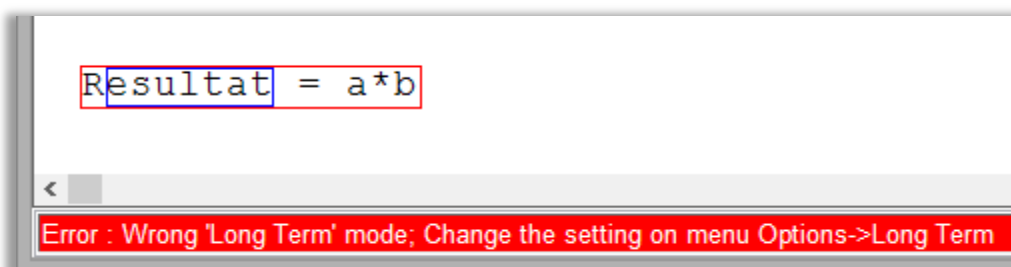 Resultat = a*b
Error : Wrong 'Long Term' mode; Change the setting on menu Options->Long Term